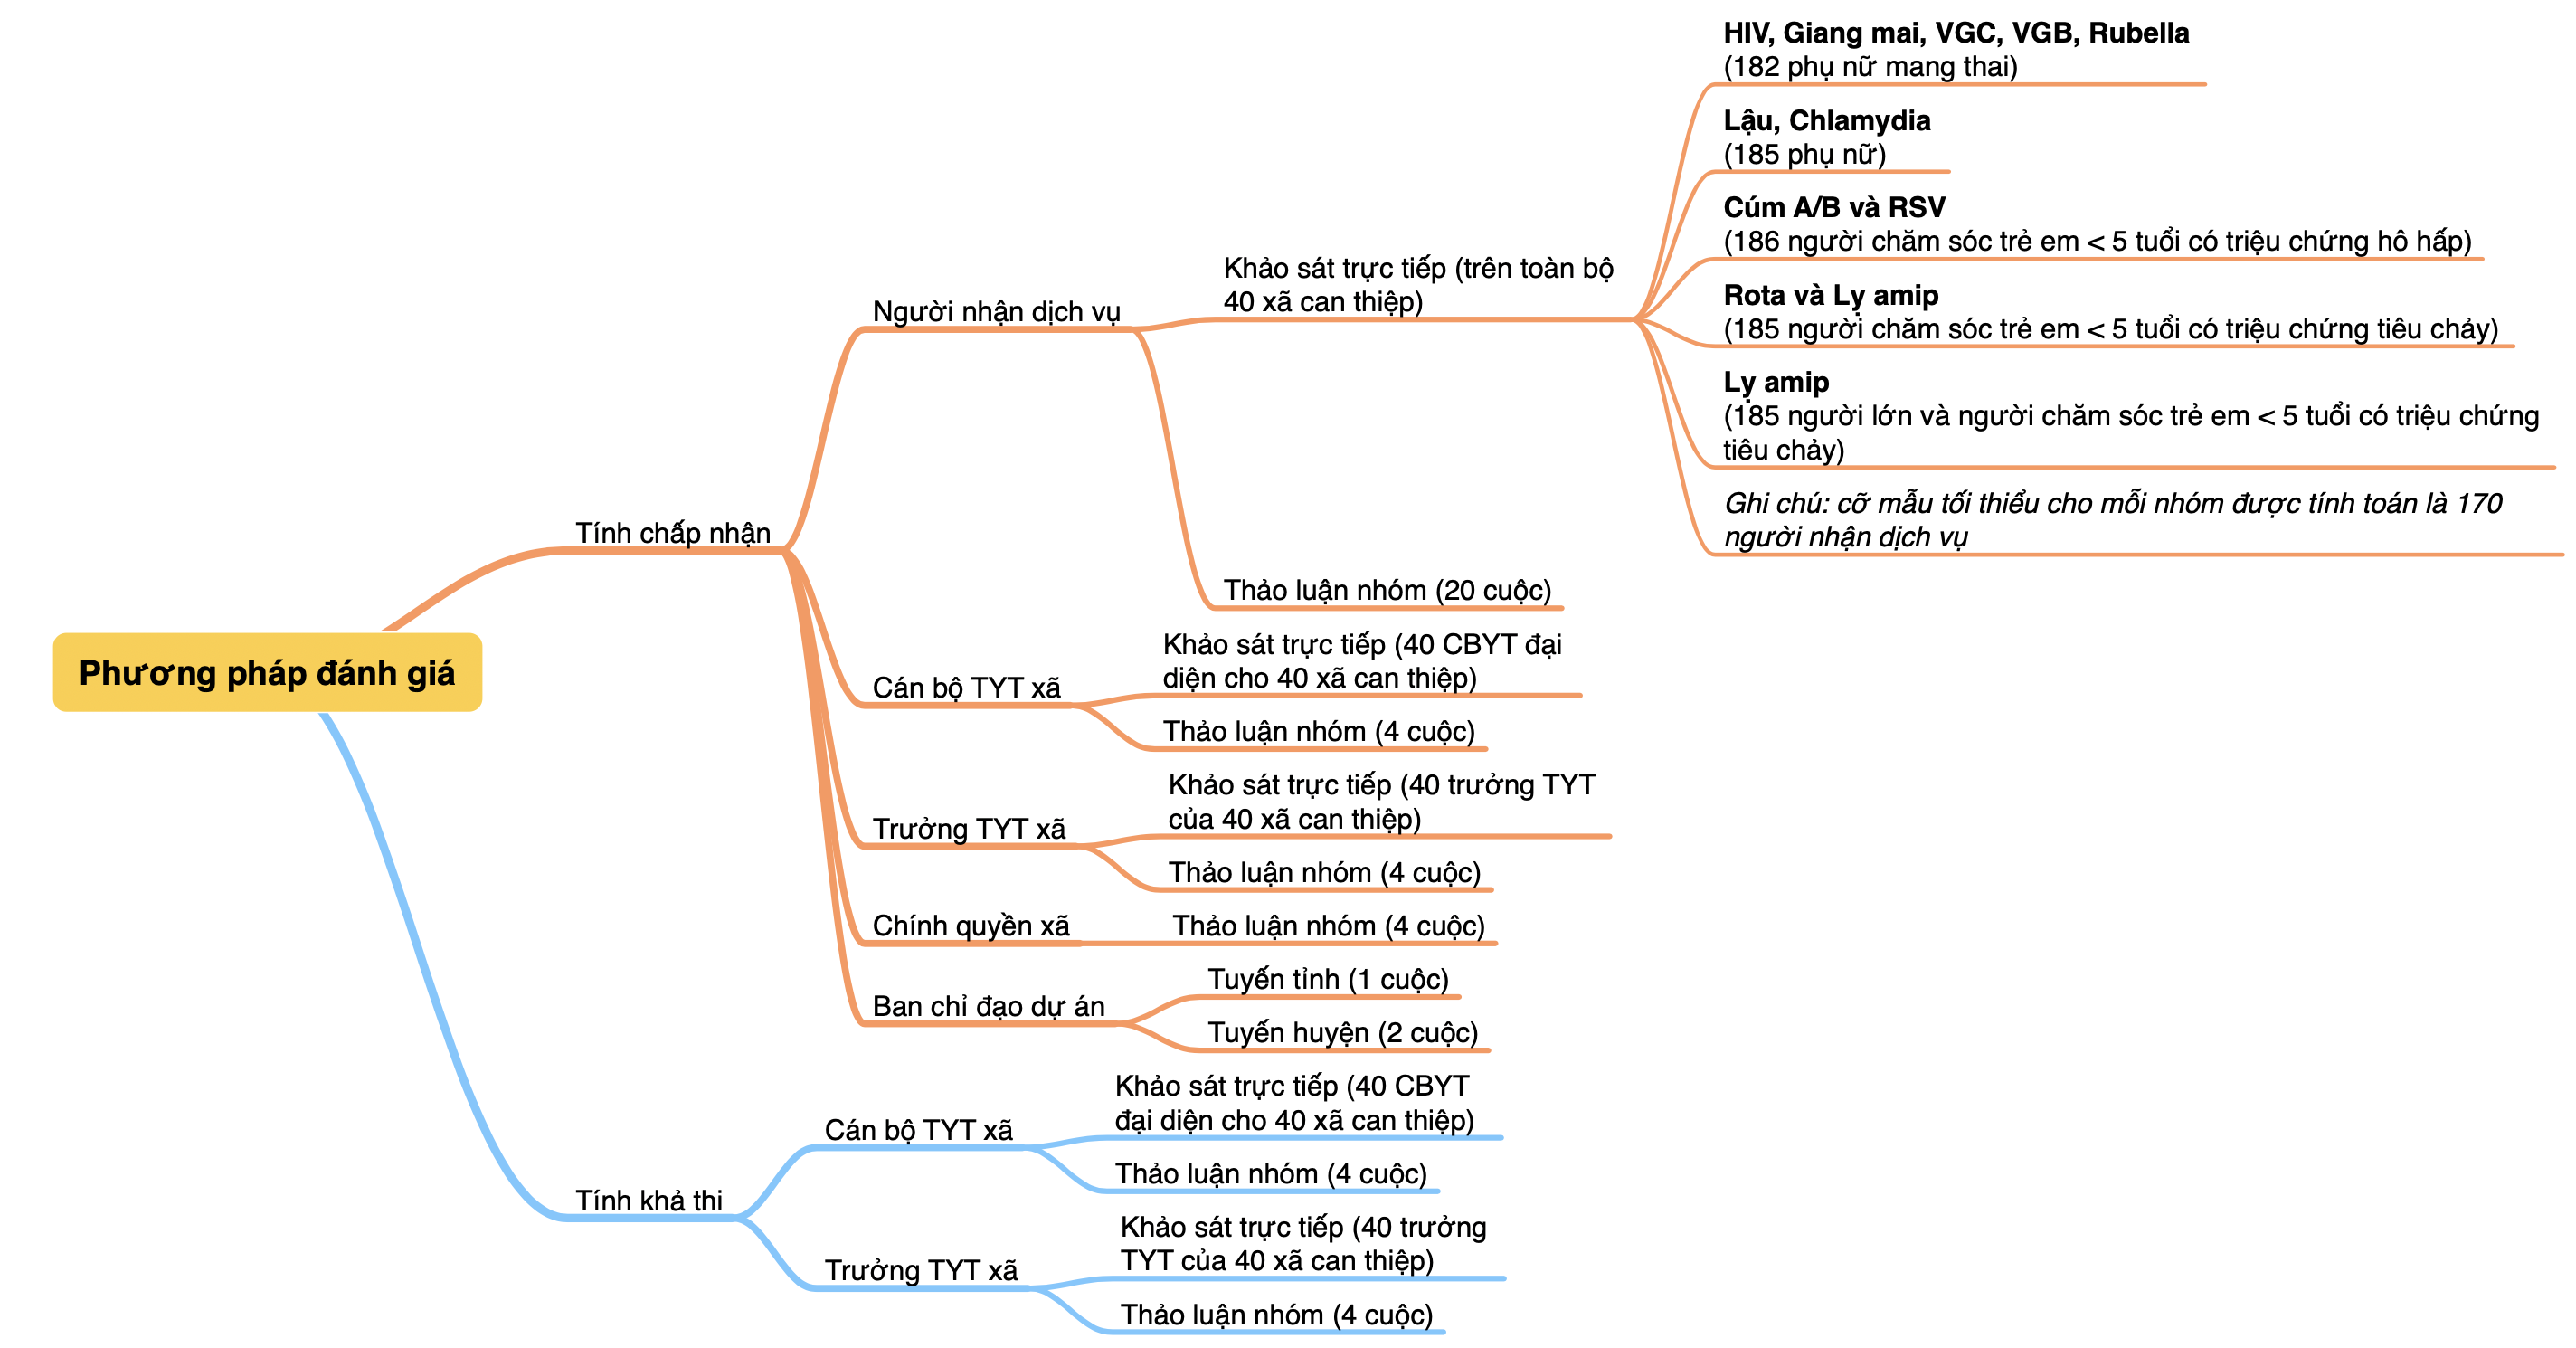 Phương pháp đánh giá
Tính chấp nhận
Người nhận dịch vụ
Khảo sát trực tiếp (trên toàn bộ
40 xã can thiệp)
HIV, Giang mai, VGC, VGB, Rubella
(182 phụ nữ mang thai)
Lậu, Chlamydia
(185 phụ nữ)
Cúm A/B và RSV
(186 người chăm sóc trẻ em < 5 tuổi có triệu chứng hô hấp)
Rota và Lỵ amip
(185 người chăm sóc trẻ em < 5 tuổi có triệu chứng tiêu chảy)
Lỵ amip
(185 người lớn và người chăm sóc trẻ em < 5 tuổi có triệu chứng
tiêu chảy)
Ghi chú: cỡ mẫu tối thiểu cho mỗi nhóm được tính toán là 170
người nhận dịch vụ
Thảo luận nhóm (20 cuộc)
Cán bộ TYT xã
Khảo sát trực tiếp (40 CBYT đại
diện cho 40 xã can thiệp)
Thảo luận nhóm (4 cuộc)
Trưởng TYT xã
Khảo sát trực tiếp (40 trưởng TYT
của 40 xã can thiệp)
Thảo luận nhóm (4 cuộc)
Chính quyền xã
Thảo luận nhóm (4 cuộc)
Ban chỉ đạo dự án
Tuyến tỉnh (1 cuộc)
Tuyến huyện (2 cuộc)
Tính khả thi
Cán bộ TYT xã
Khảo sát trực tiếp (40 CBYT
đại diện cho 40 xã can thiệp)
Thảo luận nhóm (4 cuộc)
Trưởng TYT xã
Khảo sát trực tiếp (40 trưởng
TYT của 40 xã can thiệp)
Thảo luận nhóm (4 cuộc)